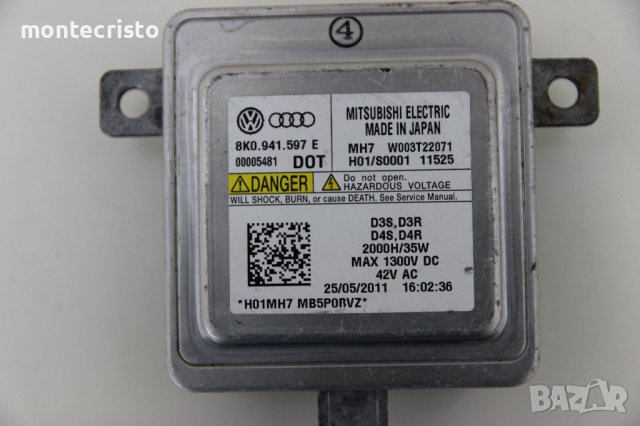 montecristo
4
8K0.941.597 E
00005481 DOT
MITSUBISHI ELECTRIC
MADE IN JAPAN
MH7 W003T22071
H01/S0001 11525
DANGER
Do not open.
HAZARDOUS VOLTAGE
WILL SHOCK, BURN, or cause DEATH. See Service Manual.
D3S,D3R
D4S,D4R
2000H/35W
MAX 1300V DC
42V AC
25/05/2011 16:02:36
*H01MH7 MB5P0RVZ*
BAZAR